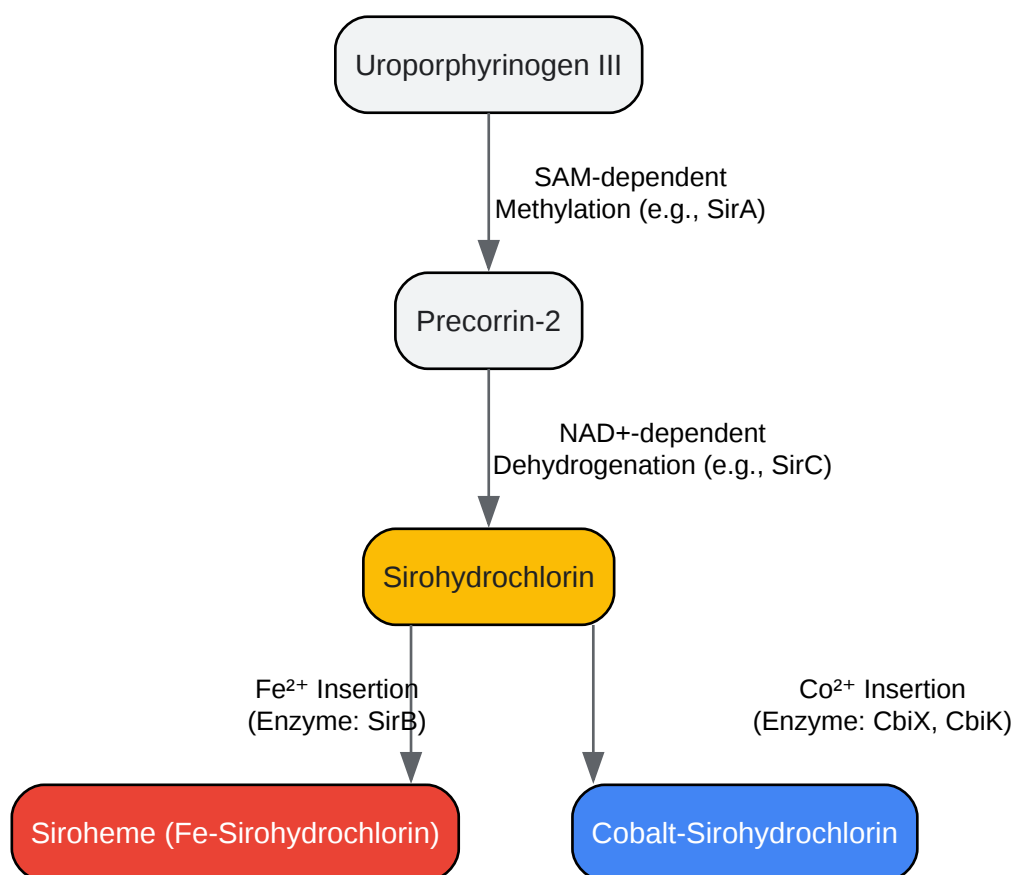 Uroporphyrinogen III
SAM-dependent
Methylation (e.g., SirA)
Precorrin-2
NAD+-dependent
Dehydrogenation (e.g., SirC)
Sirohydrochlorin
Fe²⁺ Insertion
(Enzyme: SirB)
Co²⁺ Insertion
(Enzyme: CbiX, CbiK)
Siroheme (Fe-Sirohydrochlorin)
Cobalt-Sirohydrochlorin